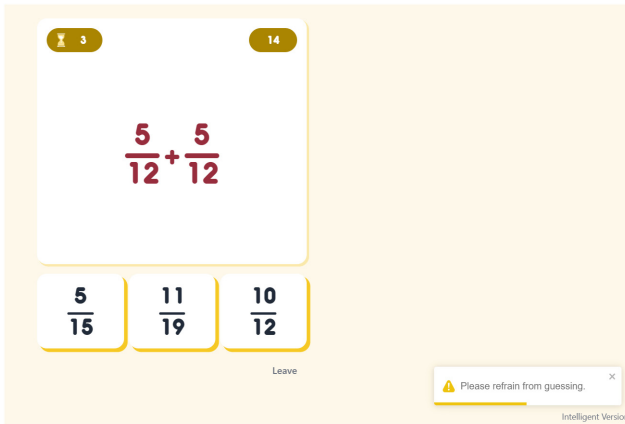 3 14
5 5
+
12 12
5 11 10
15 19 12
Leave
Please refrain from guessing.
Intelligent Versio